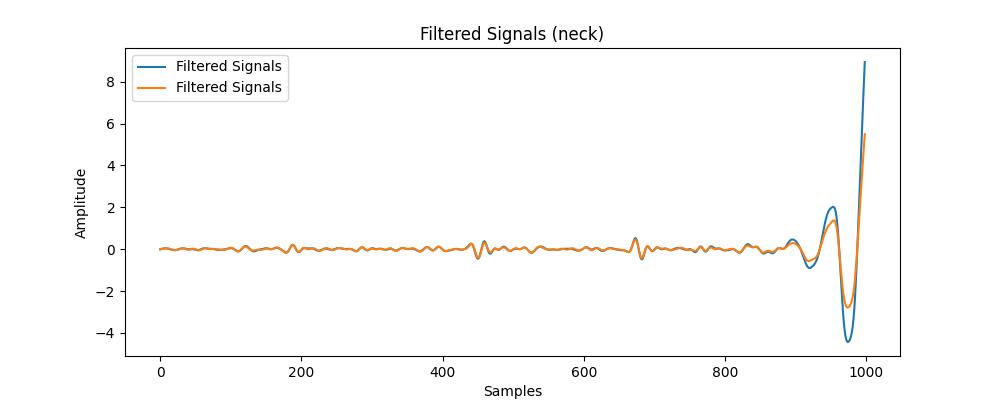 Filtered Signals (neck)
Filtered Signals
Filtered Signals
8
6
4
2
0
−2
−4
Amplitude
0 200 400 600 800 1000
Samples